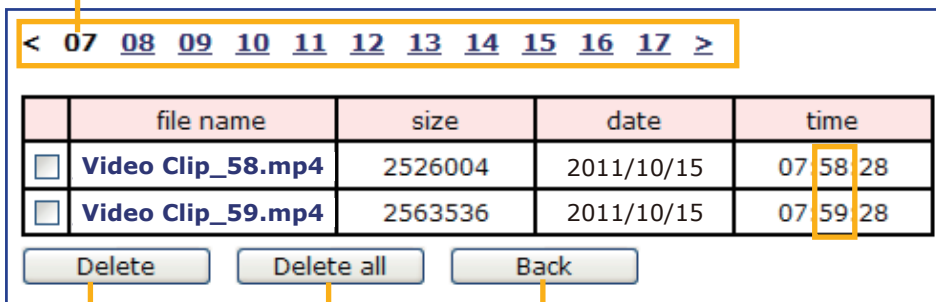 < 07 08 09 10 11 12 13 14 15 16 17 >
file name size date time
Video Clip_58.mp4 2526004 2011/10/15 07:58:28
Video Clip_59.mp4 2563536 2011/10/15 07:59:28
Delete Delete all Back